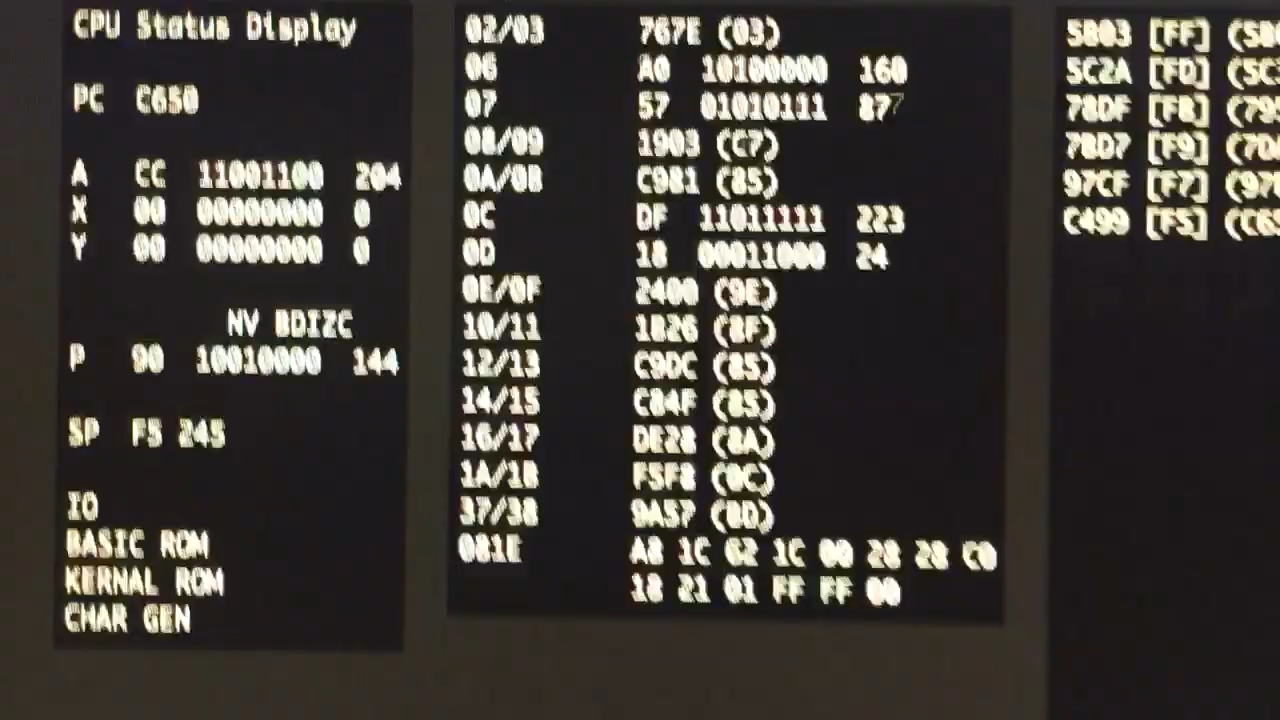 CPU Status Display
PC C650
A CC 11001100 204
X 00 00000000 0
Y 00 00000000 0
NV BDIZC
P 90 10010000 144
SP F5 245
IO
BASIC ROM
KERNAL ROM
CHAR GEN
02/03 767E (03)
06 A0 10100000 160
07 57 01010111 87
08/09 1903 (C7)
0A/0B C981 (85)
0C DF 11011111 223
0D 18 00011000 24
0E/0F 2400 (9E)
10/11 1826 (8F)
12/13 C9DC (85)
14/15 C84F (85)
16/17 DE28 (8A)
1A/1B F5F8 (0C)
37/38 9A57 (8D)
081E A8 1C 62 1C 00 28 28 C0
18 21 01 FF FF 00
5B03 [FF]
5C2A [FD]
78DF [FB]
78D7 [F9]
97CF [F7]
C499 [F5]